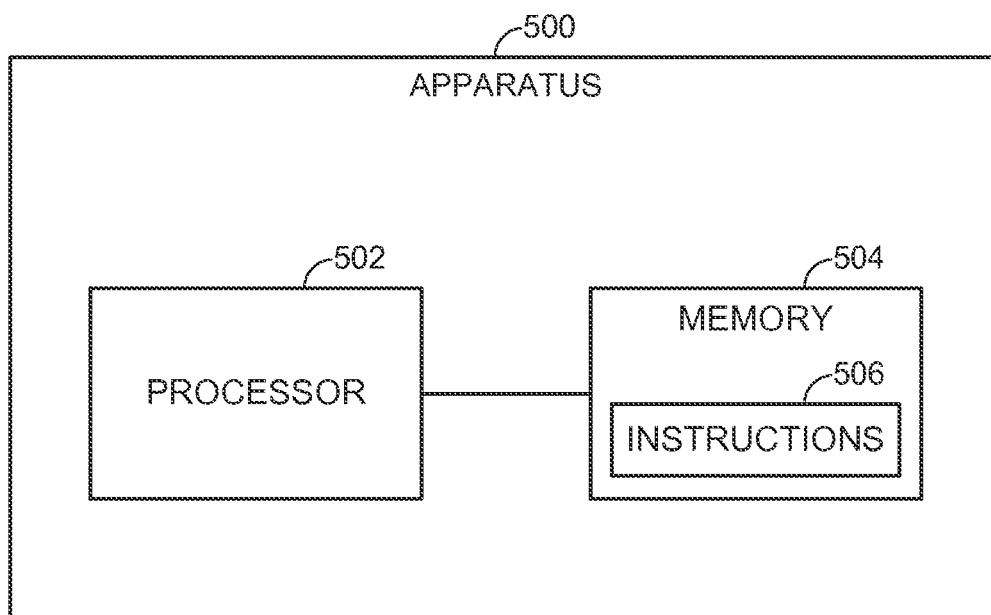 500
APPARATUS
502
504
PROCESSOR
MEMORY
506
INSTRUCTIONS